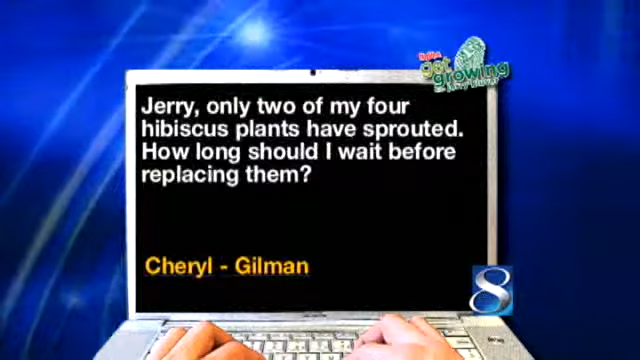 get
growing
Jerry, only two of my four
hibiscus plants have sprouted.
How long should I wait before
replacing them?
Cheryl - Gilman
8